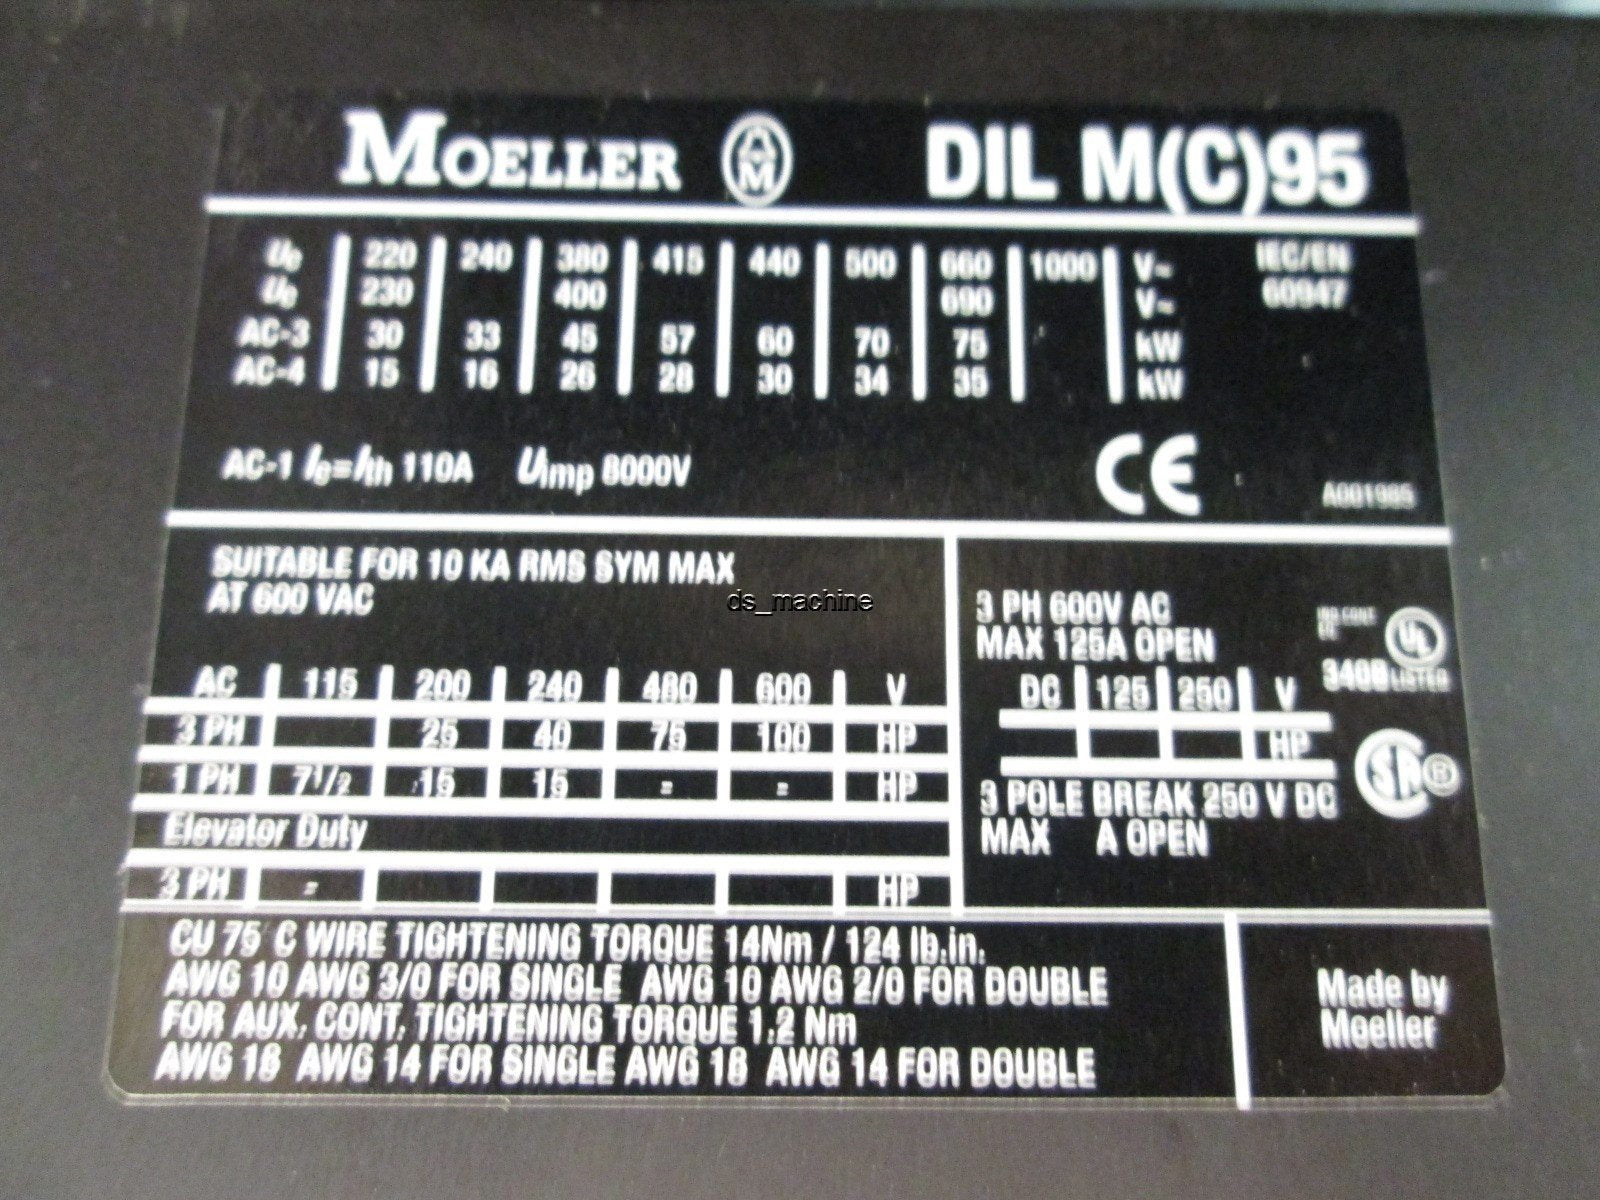 MOELLER AM DIL M(C)95
Ue 220 240 380 415 440 500 660 1000 V~ IEC/EN
Ue 230 400 690 V~ 60947
AC-3 30 33 45 57 60 70 75 kW
AC-4 15 16 26 28 30 34 35 kW
AC-1 Ie=Ith 110A Uimp 8000V CE A001985
SUITABLE FOR 10 KA RMS SYM MAX
AT 600 VAC
ds_machine
AC 115 200 240 480 600 V
3 PH 25 40 75 100 HP
1 PH 7 1/2 15 15 - - HP
Elevator Duty
3 PH - HP
3 PH 600V AC
MAX 125A OPEN
UL
340B LISTED
DC 125 250 V
HP
SA ®
3 POLE BREAK 250 V DC
MAX A OPEN
CU 75 C WIRE TIGHTENING TORQUE 14Nm / 124 lb.in.
AWG 10 AWG 3/0 FOR SINGLE AWG 10 AWG 2/0 FOR DOUBLE
FOR AUX. CONT. TIGHTENING TORQUE 1.2 Nm
AWG 18 AWG 14 FOR SINGLE AWG 18 AWG 14 FOR DOUBLE
Made by
Moeller